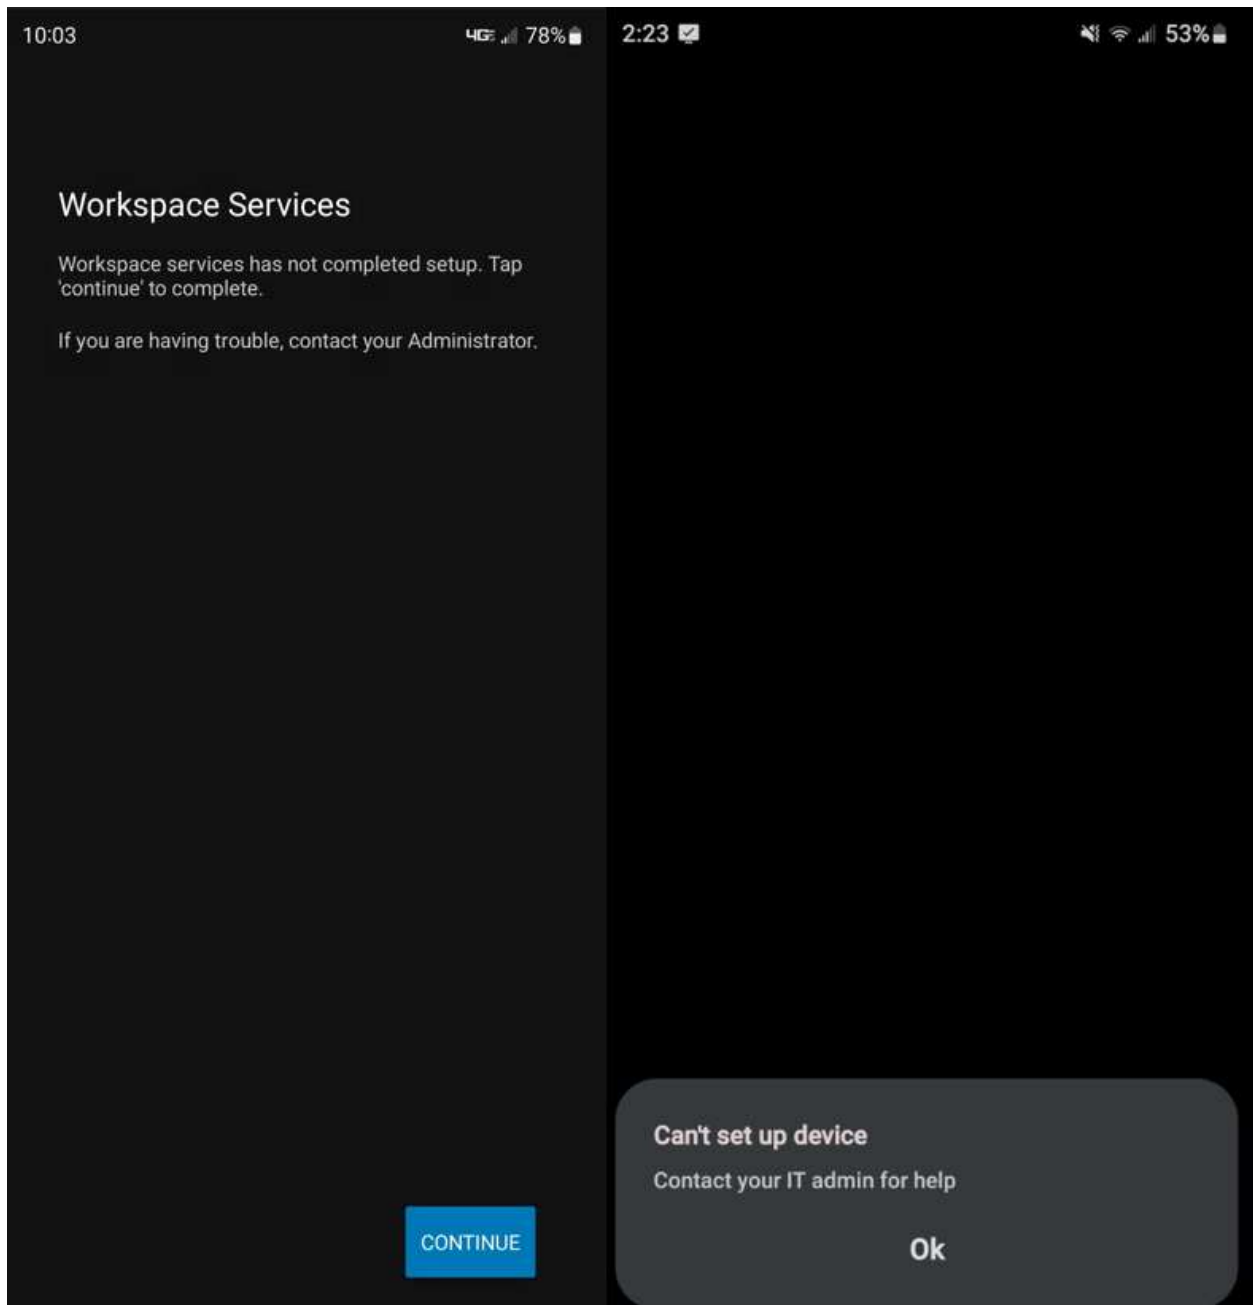 10:03
4GE 78%
Workspace Services
Workspace services has not completed setup. Tap
'continue' to complete.
If you are having trouble, contact your Administrator.
CONTINUE
2:23
53%
Can't set up device
Contact your IT admin for help
Ok